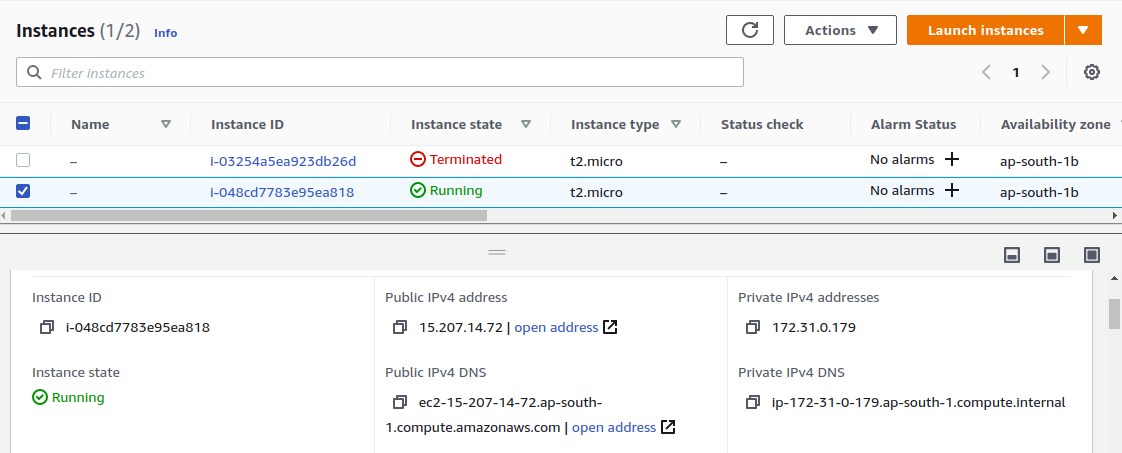 Instances (1/2) Info
Actions
Launch instances
Filter Instances
1
Name Instance ID Instance state Instance type Status check Alarm Status Availability zone
– i-03254a5ea923db26d Terminated t2.micro – No alarms + ap-south-1b
– i-048cd7783e95ea818 Running t2.micro – No alarms + ap-south-1b
Instance ID
i-048cd7783e95ea818
Public IPv4 address
15.207.14.72 | open address
Private IPv4 addresses
172.31.0.179
Instance state
Running
Public IPv4 DNS
ec2-15-207-14-72.ap-south-
1.compute.amazonaws.com | open address
Private IPv4 DNS
ip-172-31-0-179.ap-south-1.compute.internal